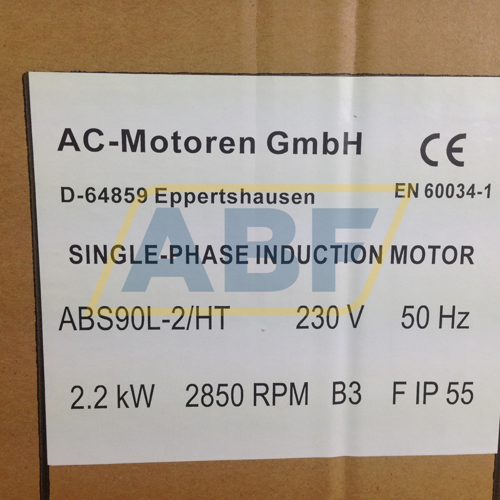 AC-Motoren GmbH CE
D-64859 Eppertshausen EN 60034-1
ABF
SINGLE-PHASE INDUCTION MOTOR
ABS90L-2/HT 230 V 50 Hz
2.2 kW 2850 RPM B3 F IP 55